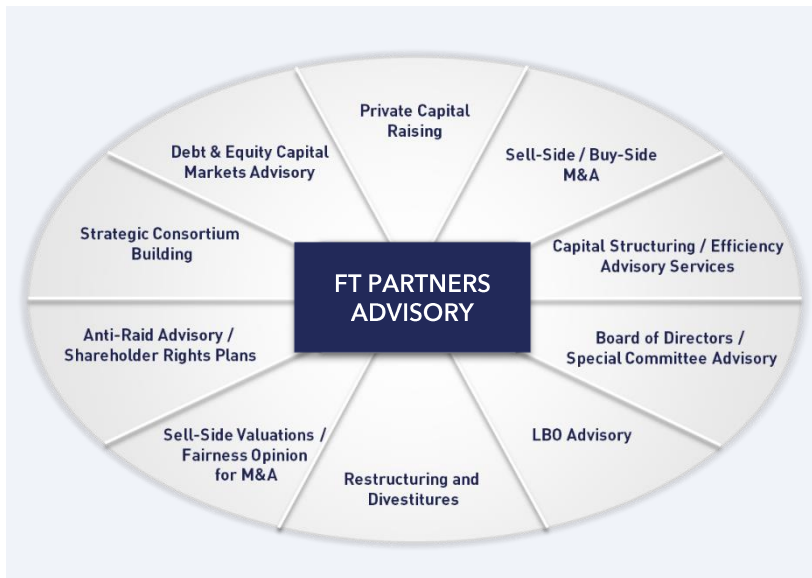 Private Capital
Raising
Sell-Side / Buy-Side
M&A
Capital Structuring / Efficiency
Advisory Services
Board of Directors /
Special Committee Advisory
LBO Advisory
Restructuring and
Divestitures
Sell-Side Valuations /
Fairness Opinion
for M&A
Anti-Raid Advisory /
Shareholder Rights Plans
Strategic Consortium
Building
Debt & Equity Capital
Markets Advisory
FT PARTNERS
ADVISORY